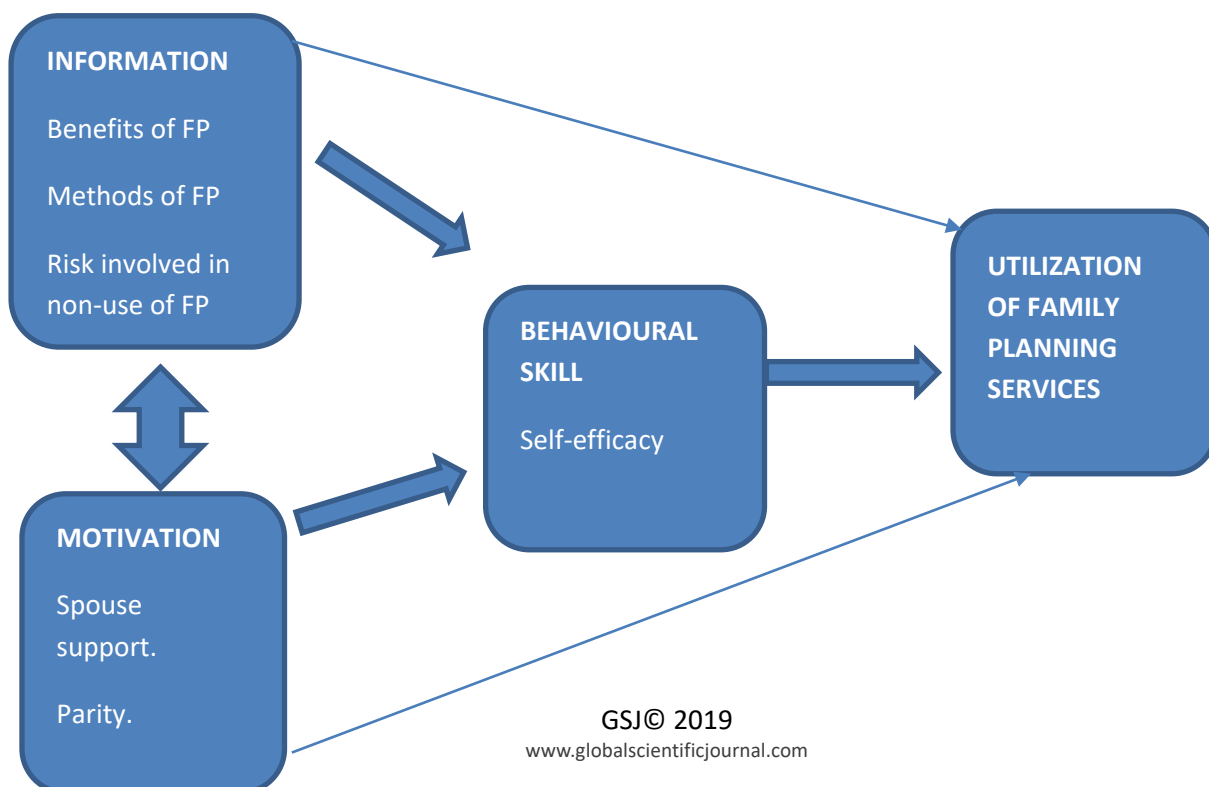 INFORMATION
Benefits of FP
Methods of FP
Risk involved in
non-use of FP
MOTIVATION
Spouse
support.
Parity.
BEHAVIOURAL
SKILL
Self-efficacy
UTILIZATION
OF FAMILY
PLANNING
SERVICES
GSJ© 2019
www.globalscientificjournal.com